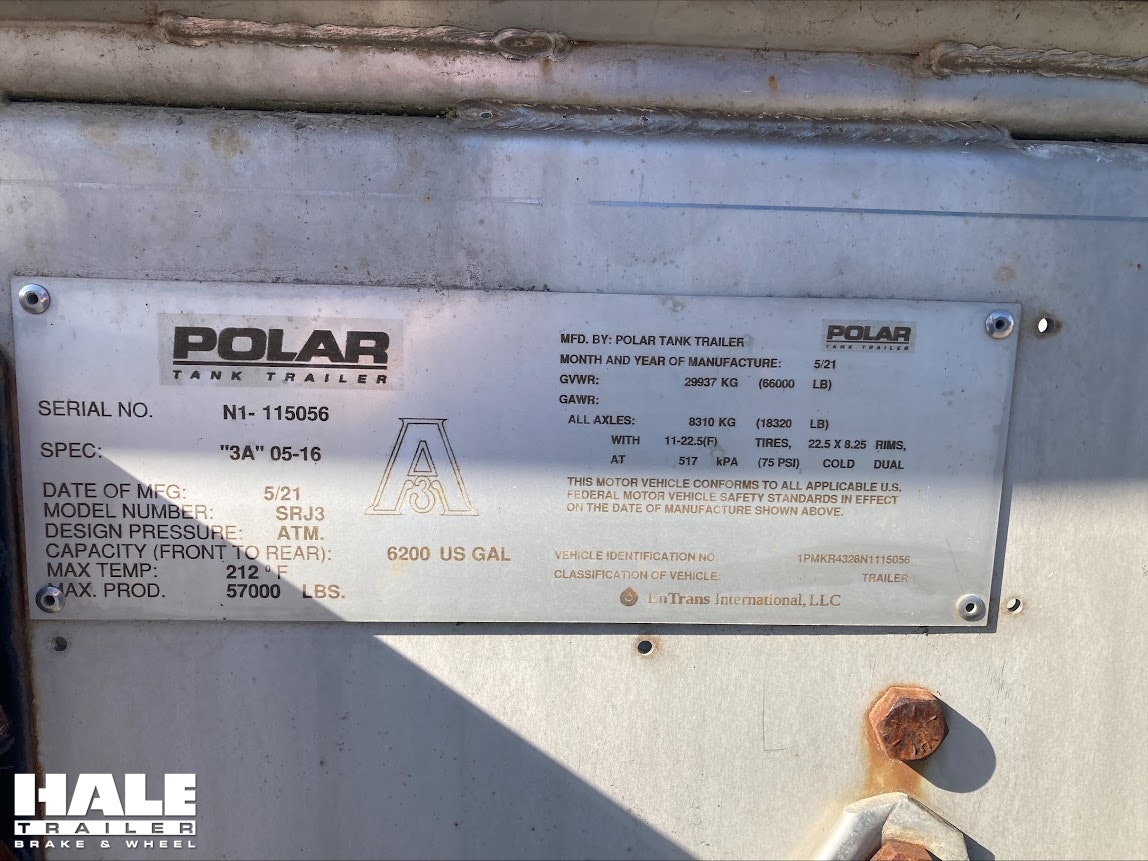 POLAR
TANK TRAILER
SERIAL NO. N1- 115056
SPEC: "3A" 05-16
A
3
DATE OF MFG: 5/21
MODEL NUMBER: SRJ3
DESIGN PRESSURE: ATM.
CAPACITY (FRONT TO REAR): 6200 US GAL
MAX TEMP: 212 ° F
MAX. PROD. 57000 LBS.
POLAR
TANK TRAILER
MFD. BY: POLAR TANK TRAILER
MONTH AND YEAR OF MANUFACTURE: 5/21
GVWR: 29937 KG (66000 LB)
GAWR:
ALL AXLES: 8310 KG (18320 LB)
WITH 11-22.5(F) TIRES, 22.5 X 8.25 RIMS,
AT 517 kPA (75 PSI) COLD DUAL
THIS MOTOR VEHICLE CONFORMS TO ALL APPLICABLE U.S.
FEDERAL MOTOR VEHICLE SAFETY STANDARDS IN EFFECT
ON THE DATE OF MANUFACTURE SHOWN ABOVE.
VEHICLE IDENTIFICATION NO. 1PMKR4328N1115056
CLASSIFICATION OF VEHICLE: TRAILER
EnTrans International, LLC
HALE
TRAILER
BRAKE & WHEEL